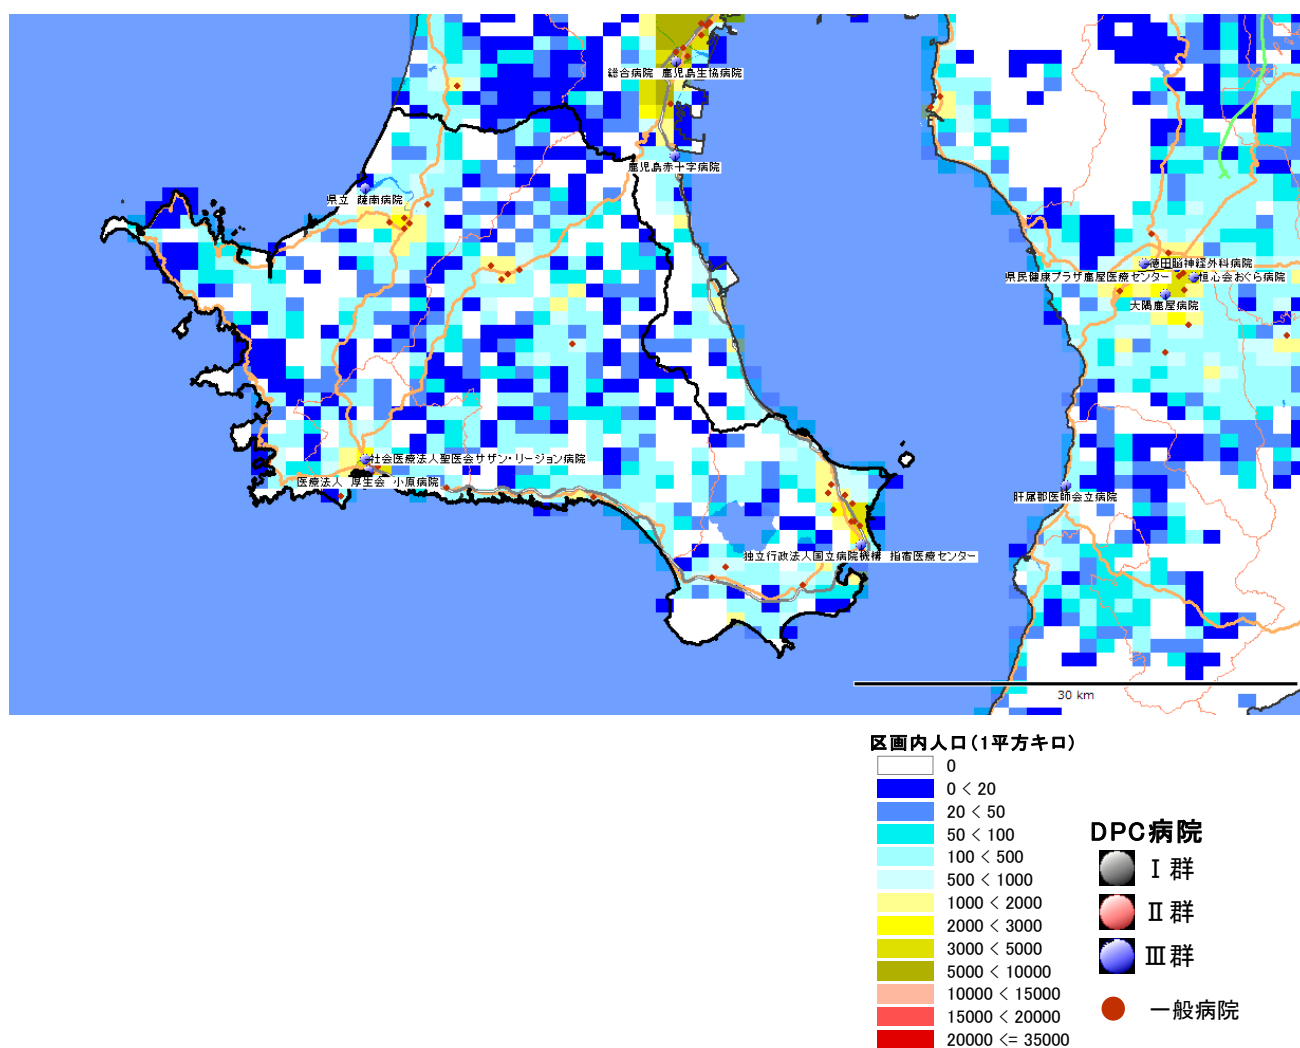 総合病院 鹿児島生協病院
鹿児島赤十字病院
県立 薩南病院
徳田脳神経外科病院
県民健康プラザ鹿屋医療センター
恒心会おぐら病院
大隅鹿屋病院
社会医療法人聖医会サザン・リージョン病院
医療法人 厚生会 小原病院
肝属郡医師会立病院
独立行政法人国立病院機構 指宿医療センター
30 km
区画内人口(1平方キロ)
0
0 < 20
20 < 50
50 < 100
100 < 500
500 < 1000
1000 < 2000
2000 < 3000
3000 < 5000
5000 < 10000
10000 < 15000
15000 < 20000
20000 <= 35000
DPC病院
Ⅰ群
Ⅱ群
Ⅲ群
一般病院